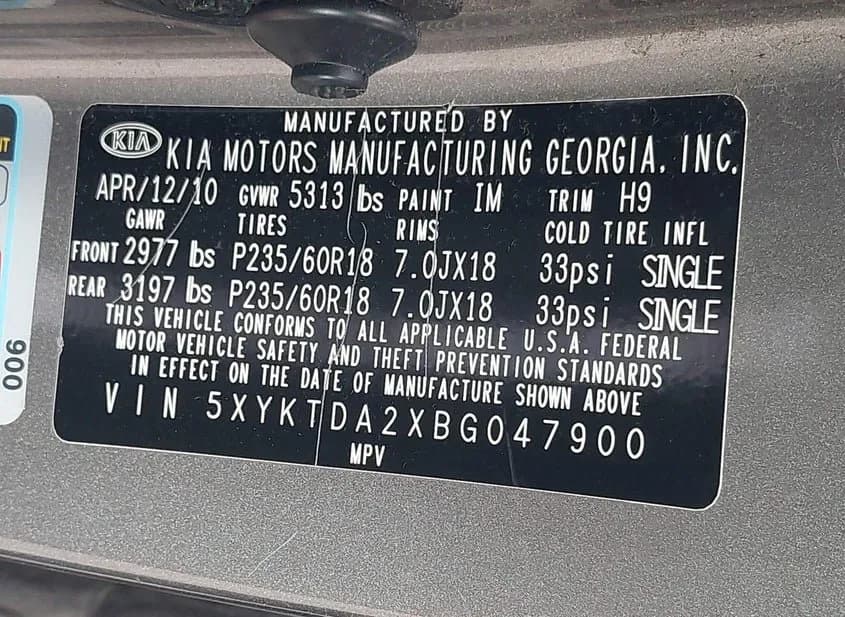 MANUFACTURED BY
KIA KIA MOTORS MANUFACTURING GEORGIA, INC.
APR/12/10 GVWR 5313 lbs PAINT IM TRIM H9
GAWR TIRES RIMS COLD TIRE INFL
FRONT 2977 lbs P235/60R18 7.0JX18 33psi SINGLE
REAR 3197 lbs P235/60R18 7.0JX18 33psi SINGLE
THIS VEHICLE CONFORMS TO ALL APPLICABLE U.S.A. FEDERAL
MOTOR VEHICLE SAFETY AND THEFT PREVENTION STANDARDS
IN EFFECT ON THE DATE OF MANUFACTURE SHOWN ABOVE
VIN 5XYKTDA2XBG047900
MPV
006